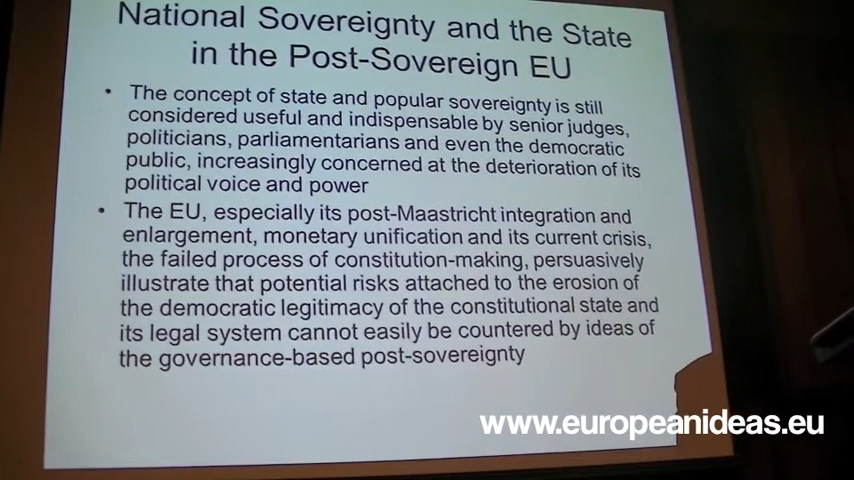 National Sovereignty and the State
in the Post-Sovereign EU
• The concept of state and popular sovereignty is still
considered useful and indispensable by senior judges,
politicians, parliamentarians and even the democratic
public, increasingly concerned at the deterioration of its
political voice and power
• The EU, especially its post-Maastricht integration and
enlargement, monetary unification and its current crisis,
the failed process of constitution-making, persuasively
illustrate that potential risks attached to the erosion of
the democratic legitimacy of the constitutional state and
its legal system cannot easily be countered by ideas of
the governance-based post-sovereignty
www.europeanideas.eu